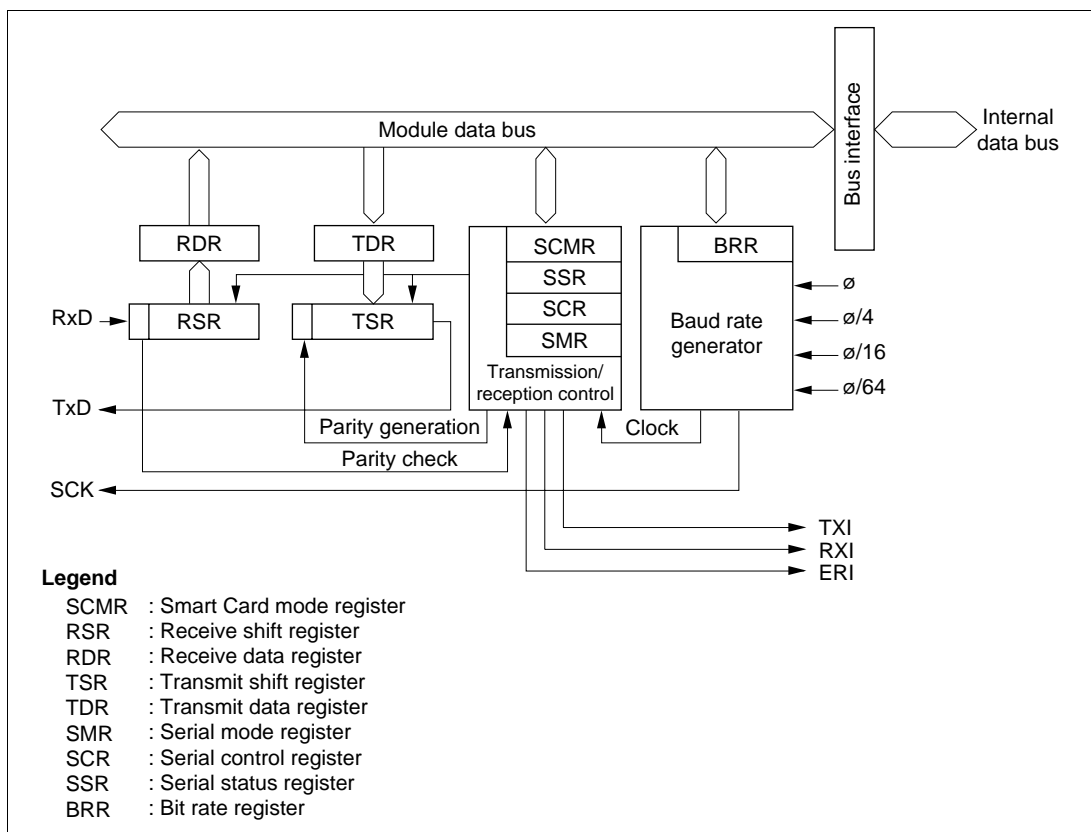 Module data bus
Bus interface
Internal
data bus
RDR
TDR
SCMR
SSR
SCR
SMR
Transmission/
reception control
BRR
Baud rate
generator
ø
ø/4
ø/16
ø/64
RxD
RSR
TSR
TxD
Parity generation
Parity check
Clock
SCK
TXI
RXI
ERI
Legend
SCMR : Smart Card mode register
RSR : Receive shift register
RDR : Receive data register
TSR : Transmit shift register
TDR : Transmit data register
SMR : Serial mode register
SCR : Serial control register
SSR : Serial status register
BRR : Bit rate register